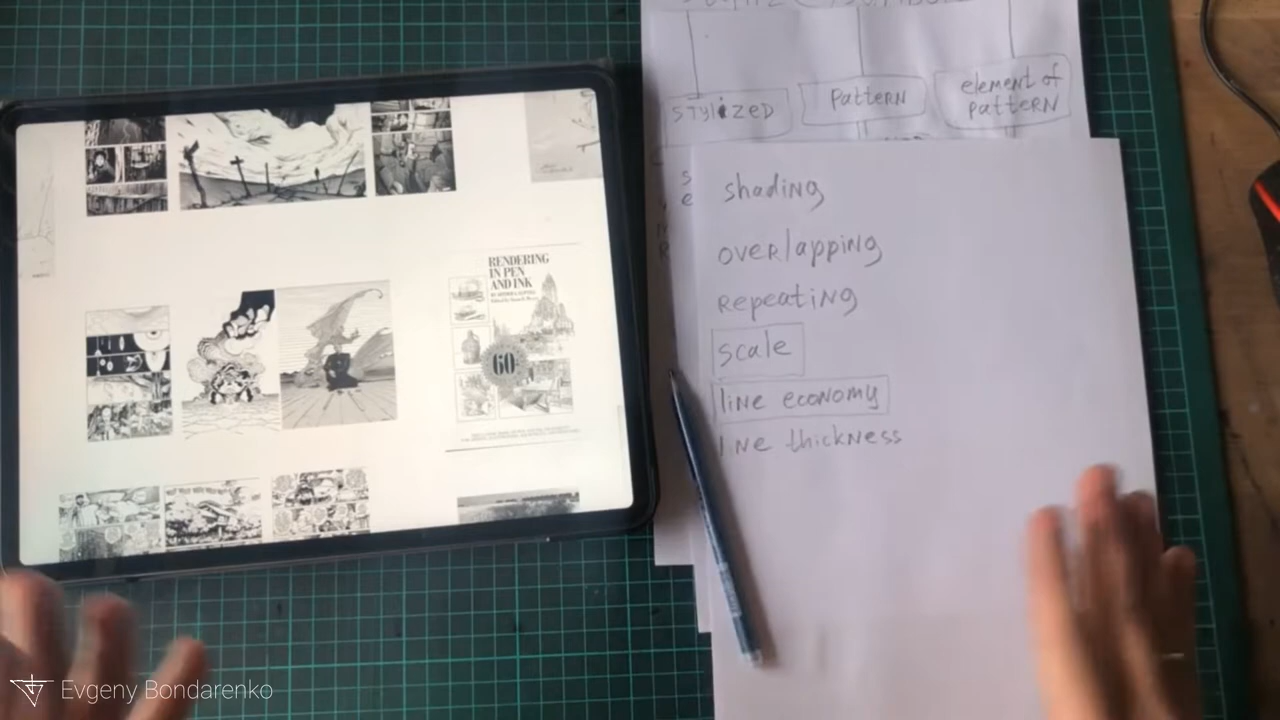 STYLIZED
PatteRN
element of
patteRN
s
e
shading
oveRlapping
RepeatiNg
scale
liNe ecoNomy
liNe thickNess
RENDERING
IN PEN
AND INK
60
Evgeny Bondarenko